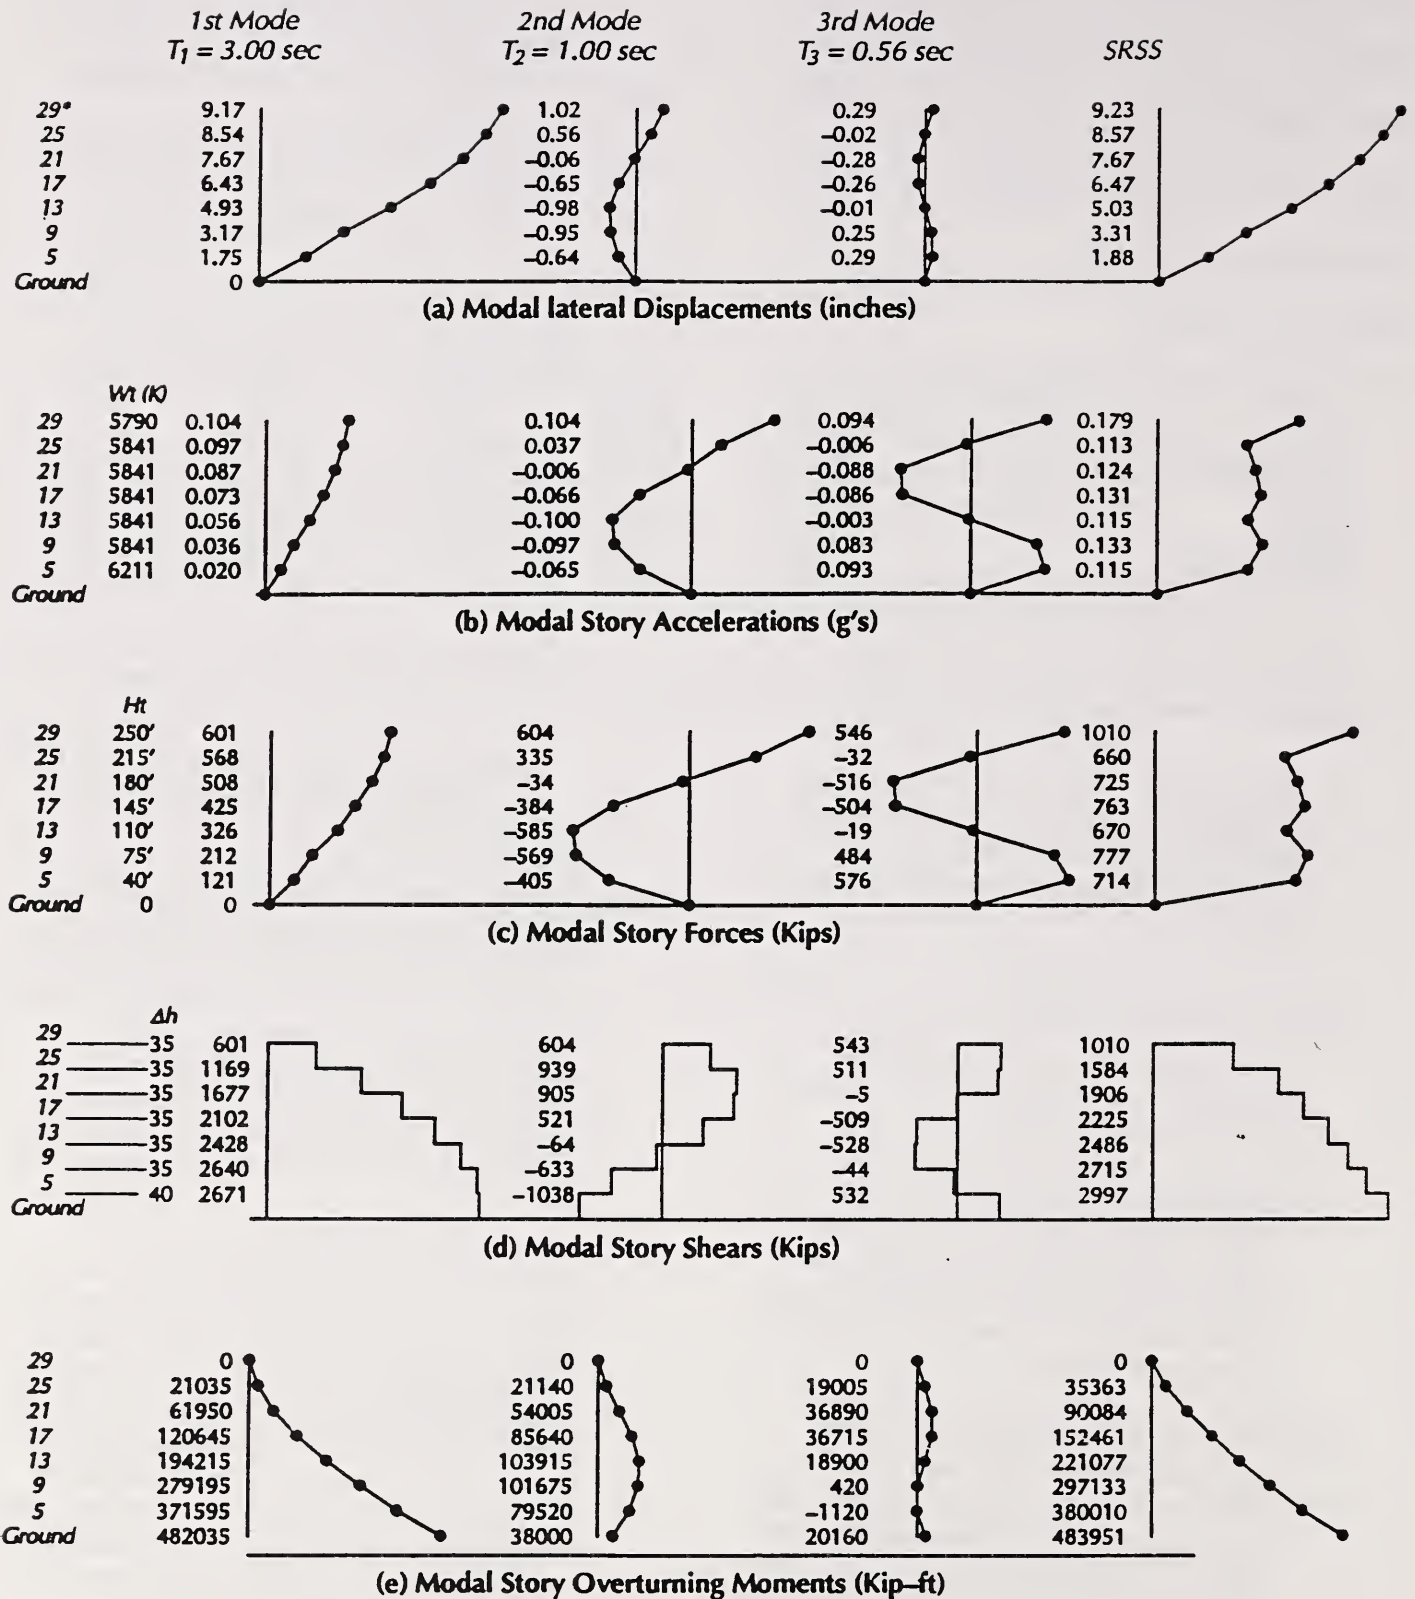 1st Mode 2nd Mode 3rd Mode
T1 = 3.00 sec T2 = 1.00 sec T3 = 0.56 sec SRSS
29* 9.17 1.02 0.29 9.23
25 8.54 0.56 –0.02 8.57
21 7.67 –0.06 –0.28 7.67
17 6.43 –0.65 –0.26 6.47
13 4.93 –0.98 –0.01 5.03
9 3.17 –0.95 0.25 3.31
5 1.75 –0.64 0.29 1.88
Ground 0
(a) Modal lateral Displacements (inches)
Wt (K)
29 5790 0.104 0.104 0.094 0.179
25 5841 0.097 0.037 –0.006 0.113
21 5841 0.087 –0.006 –0.088 0.124
17 5841 0.073 –0.066 –0.086 0.131
13 5841 0.056 –0.100 –0.003 0.115
9 5841 0.036 –0.097 0.083 0.133
5 6211 0.020 –0.065 0.093 0.115
Ground
(b) Modal Story Accelerations (g's)
Ht
29 250' 601 604 546 1010
25 215' 568 335 –32 660
21 180' 508 –34 –516 725
17 145' 425 –384 –504 763
13 110' 326 –585 –19 670
9 75' 212 –569 484 777
5 40' 121 –405 576 714
Ground 0 0
(c) Modal Story Forces (Kips)
Δh
29
35 601 604 543 1010
25
35 1169 939 511 1584
21
35 1677 905 –5 1906
17
35 2102 521 –509 2225
13
35 2428 –64 –528 2486
9
35 2640 –633 –44 2715
5
40 2671 –1038 532 2997
Ground
(d) Modal Story Shears (Kips)
29 0 0 0 0
25 21035 21140 19005 35363
21 61950 54005 36890 90084
17 120645 85640 36715 152461
13 194215 103915 18900 221077
9 279195 101675 420 297133
5 371595 79520 –1120 380010
Ground 482035 38000 20160 483951
(e) Modal Story Overturning Moments (Kip–ft)